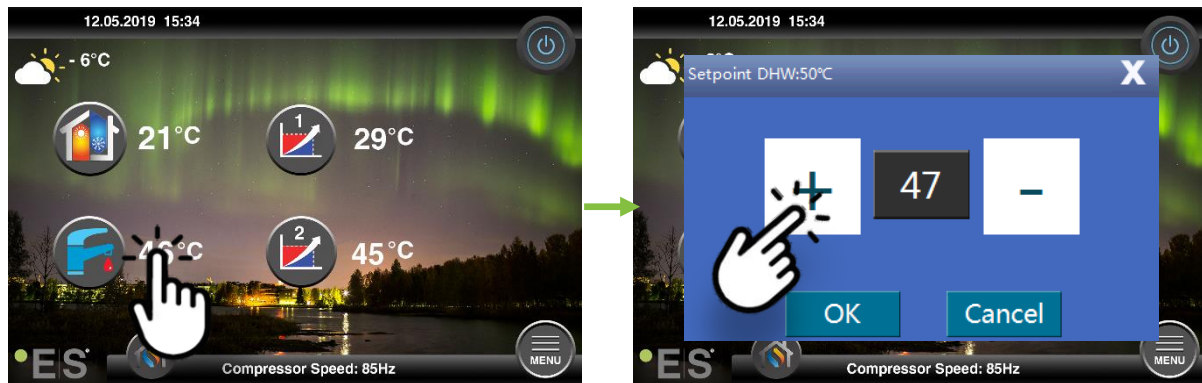 12.05.2019 15:34
- 6°C
21°C
1
29°C
46°C
2
45°C
•ES
Compressor Speed: 85Hz
MENU
12.05.2019 15:34
Setpoint DHW:50℃
X
+
47
-
OK
Cancel
•ES
Compressor Speed: 85Hz
MENU